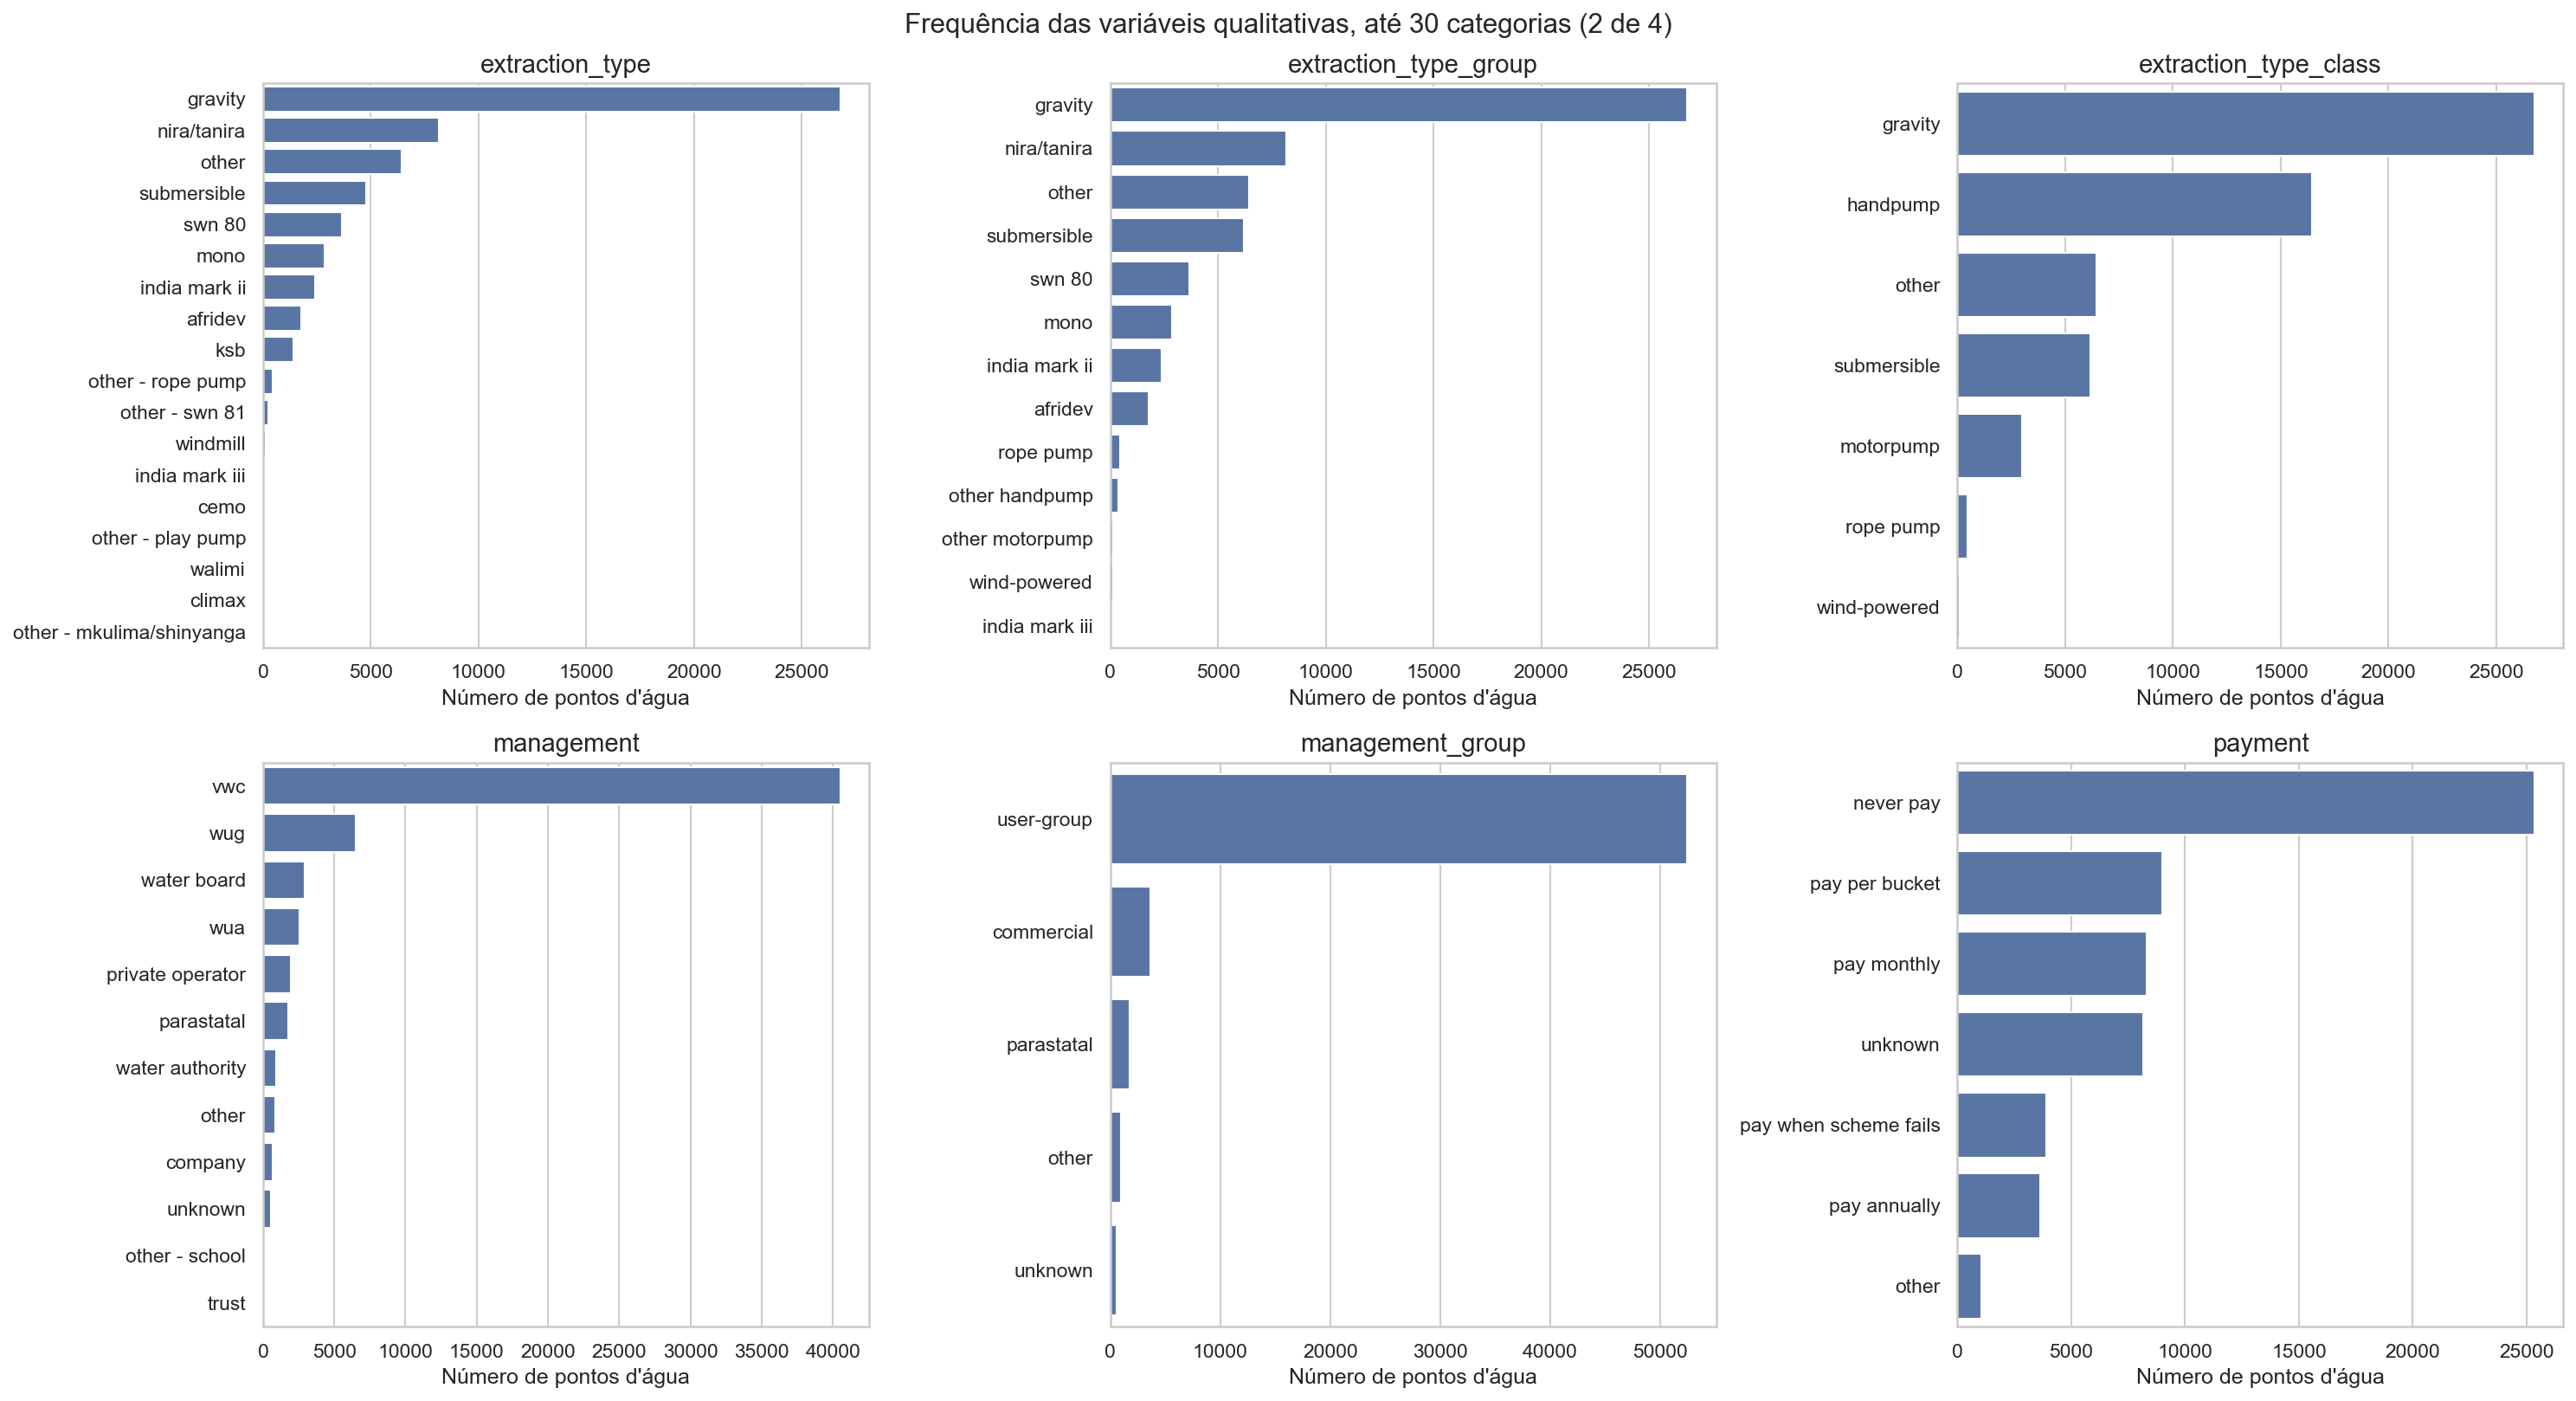 Frequência das variáveis qualitativas, até 30 categorias (2 de 4)
extraction_type
gravity
nira/tanira
other
submersible
swn 80
mono
india mark ii
afridev
ksb
other - rope pump
other - swn 81
windmill
india mark iii
cemo
other - play pump
walimi
climax
other - mkulima/shinyanga
0 5000 10000 15000 20000 25000
Número de pontos d'água
extraction_type_group
gravity
nira/tanira
other
submersible
swn 80
mono
india mark ii
afridev
rope pump
other handpump
other motorpump
wind-powered
india mark iii
0 5000 10000 15000 20000 25000
Número de pontos d'água
extraction_type_class
gravity
handpump
other
submersible
motorpump
rope pump
wind-powered
0 5000 10000 15000 20000 25000
Número de pontos d'água
management
vwc
wug
water board
wua
private operator
parastatal
water authority
other
company
unknown
other - school
trust
0 5000 10000 15000 20000 25000 30000 35000 40000
Número de pontos d'água
management_group
user-group
commercial
parastatal
other
unknown
0 10000 20000 30000 40000 50000
Número de pontos d'água
payment
never pay
pay per bucket
pay monthly
unknown
pay when scheme fails
pay annually
other
0 5000 10000 15000 20000 25000
Número de pontos d'água